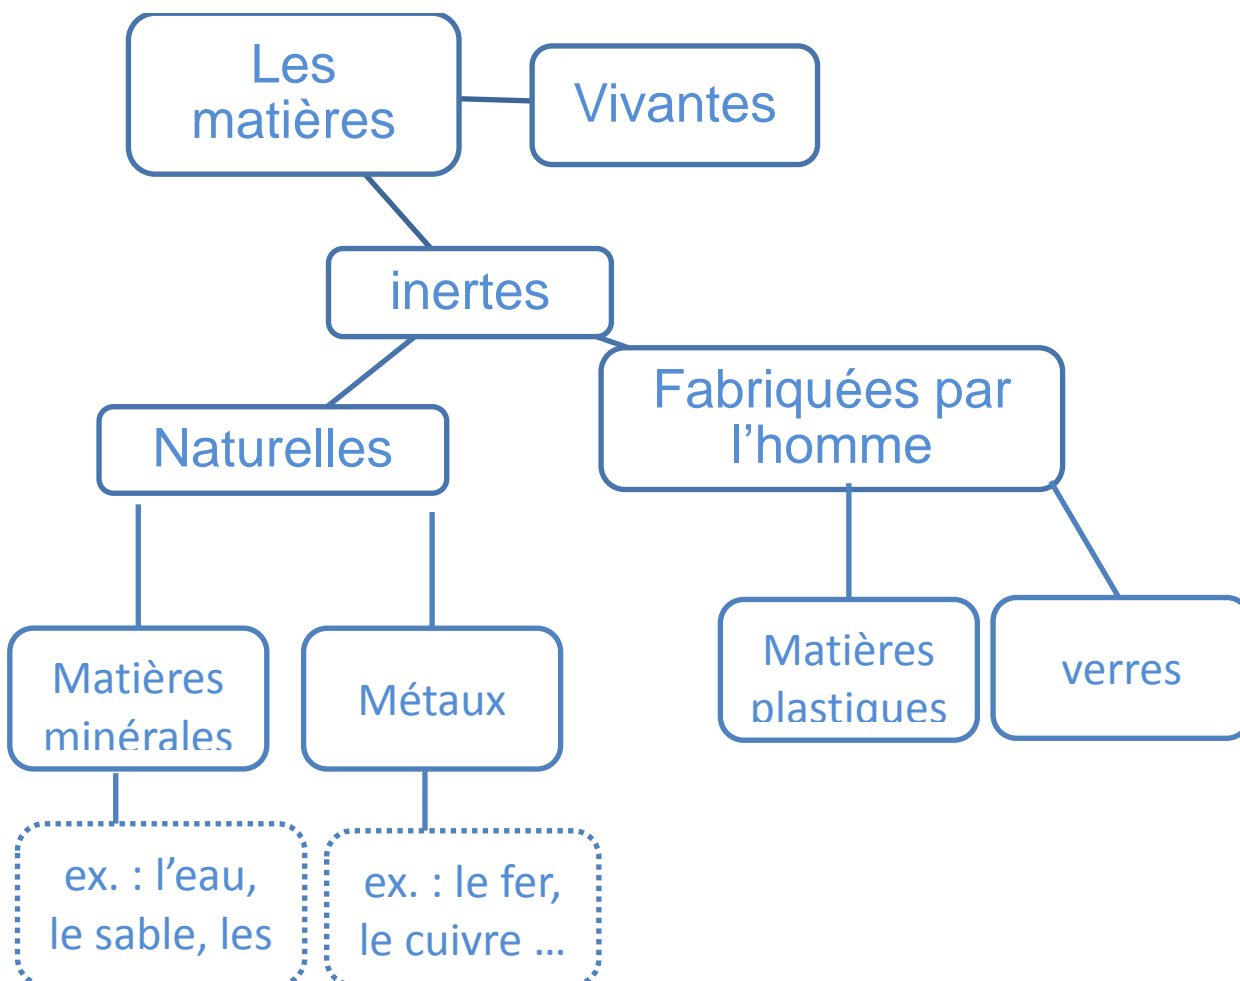 Les
matières
Vivantes
inertes
Fabriquées par
l’homme
Naturelles
Matières
minérales
Métaux
Matières
plastiques
verres
ex. : l’eau,
le sable, les
ex. : le fer,
le cuivre ...